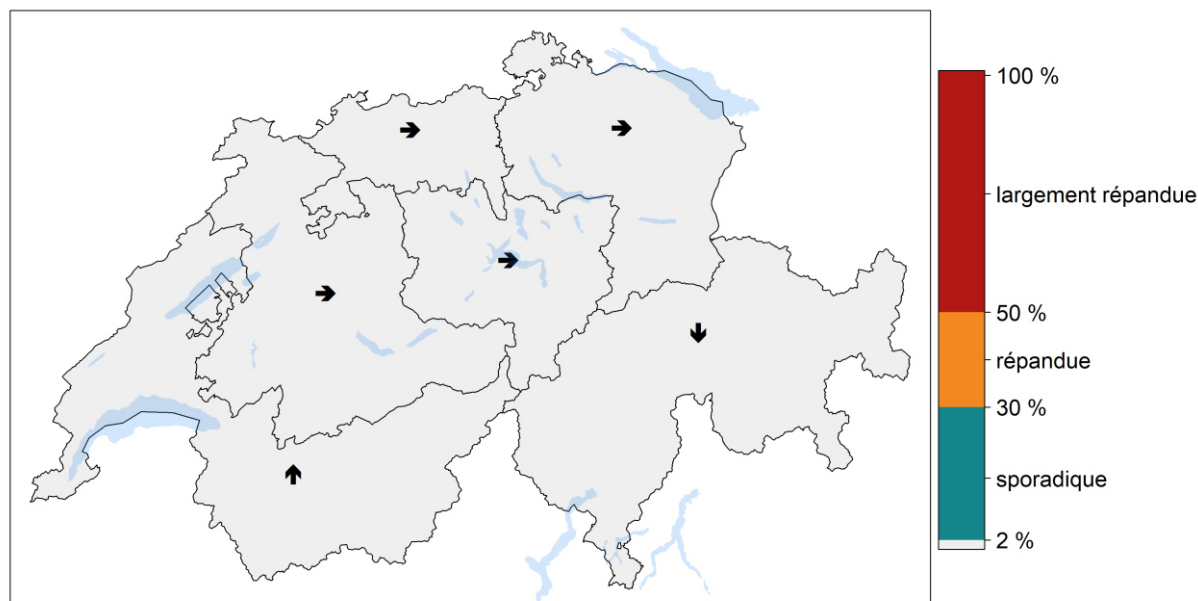 100 %
largement répandue
50 %
répandue
30 %
sporadique
2 %